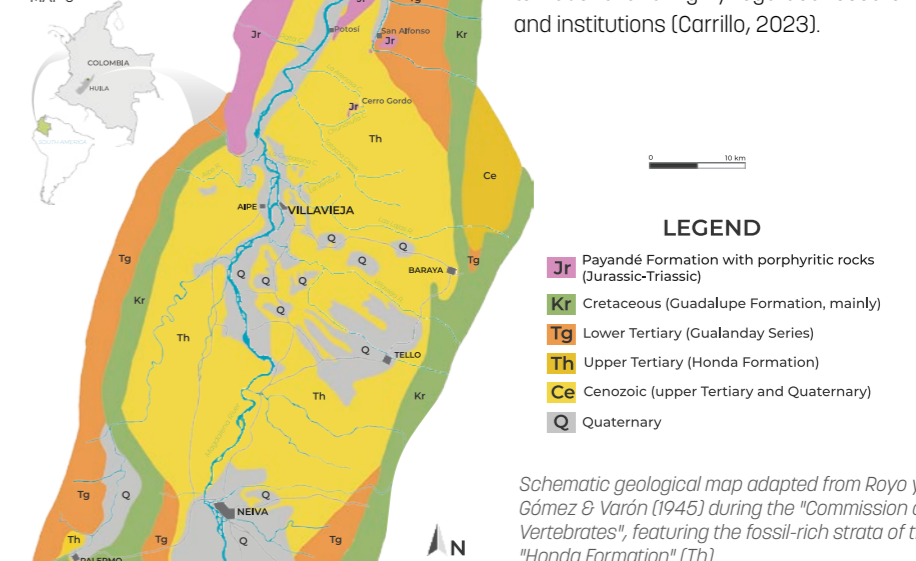 and institutions (Carrillo, 2023).
COLOMBIA
HUILA
SOUTH AMERICA
Jr
Potosí
San Alfonso
Jr
Kr
Jr
Cerro Gordo
Th
Ce
AIPE
VILLAVIEJA
Q
Q
Q
BARAYA
Tg
Tg
Q
Q
Q
Kr
Q
Th
Q
TELLO
Th
Kr
Tg
Q
Q
NEIVA
Th
Tg
Q
Tg
PALERMO
N
0 10 km
LEGEND
Jr Payandé Formation with porphyritic rocks
(Jurassic-Triassic)
Kr Cretaceous (Guadalupe Formation, mainly)
Tg Lower Tertiary (Gualanday Series)
Th Upper Tertiary (Honda Formation)
Ce Cenozoic (upper Tertiary and Quaternary)
Q Quaternary
Schematic geological map adapted from Royo y
Gómez & Varón (1945) during the "Commission
Vertebrates", featuring the fossil-rich strata of
"Honda Formation" (Th)